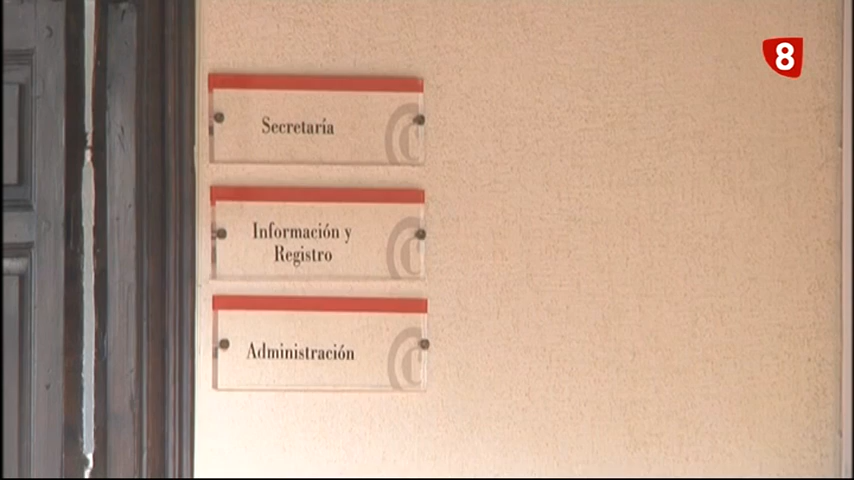 8
Secretaría
Información y
Registro
Administración